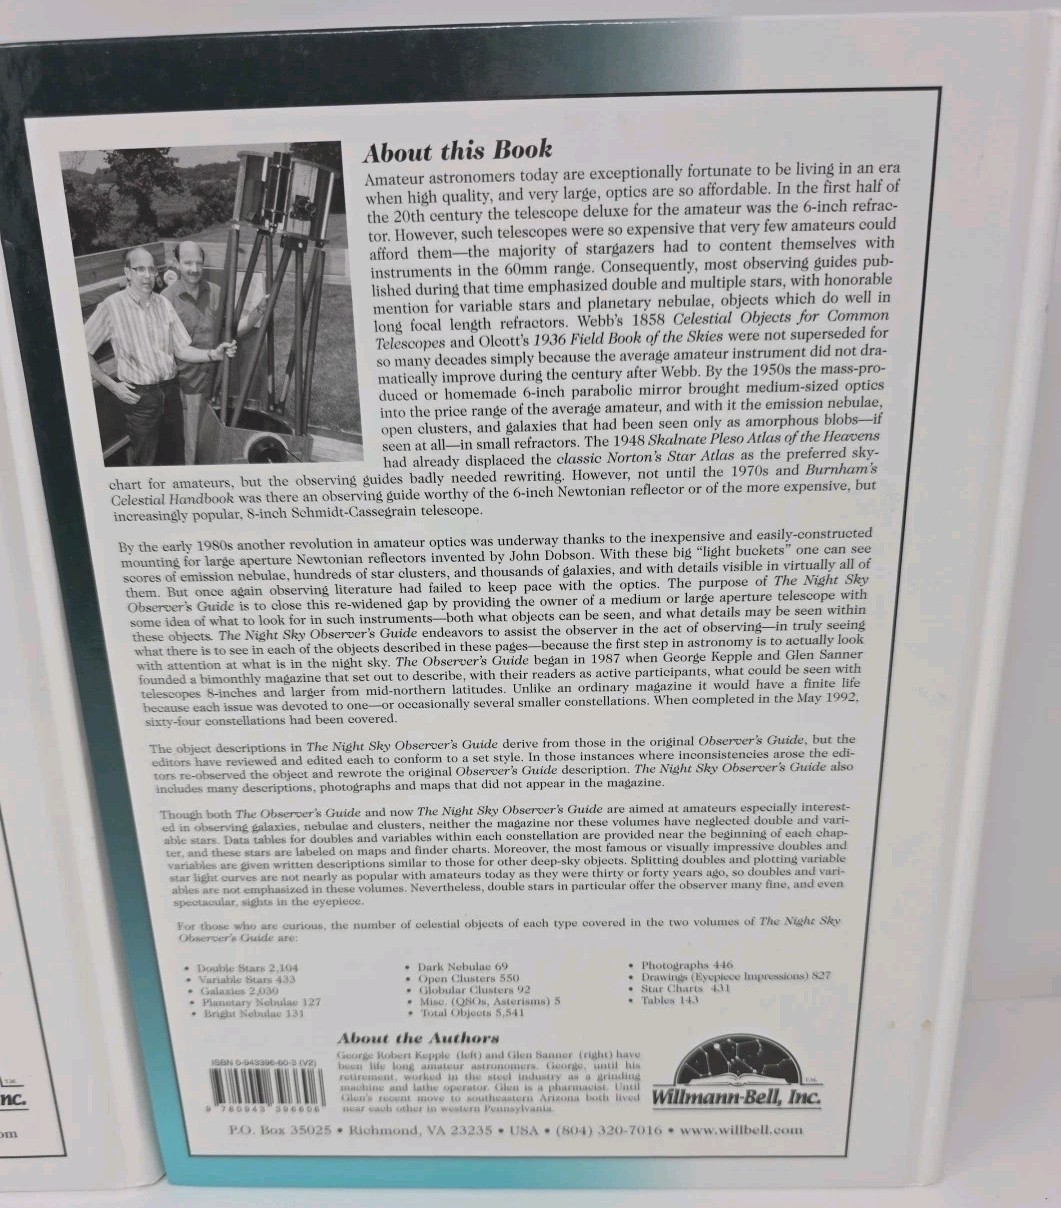 About this Book
Amateur astronomers today are exceptionally fortunate to be living in an era
when high quality, and very large, optics are so affordable. In the first half of
the 20th century the telescope deluxe for the amateur was the 6-inch refrac-
tor. However, such telescopes were so expensive that very few amateurs could
afford them—the majority of stargazers had to content themselves with
instruments in the 60mm range. Consequently, most observing guides pub-
lished during that time emphasized double and multiple stars, with honorable
mention for variable stars and planetary nebulae, objects which do well in
long focal length refractors. Webb's 1858 Celestial Objects for Common
Telescopes and Olcott's 1936 Field Book of the Skies were not superseded for
so many decades simply because the average amateur instrument did not dra-
matically improve during the century after Webb. By the 1950s the mass-pro-
duced or homemade 6-inch parabolic mirror brought medium-sized optics
into the price range of the average amateur, and with it the emission nebulae,
open clusters, and galaxies that had been seen only as amorphous blobs—if
seen at all—in small refractors. The 1948 Skalnate Pleso Atlas of the Heavens
had already displaced the classic Norton's Star Atlas as the preferred sky-
chart for amateurs, but the observing guides badly needed rewriting. However, not until the 1970s and Burnham's
Celestial Handbook was there an observing guide worthy of the 6-inch Newtonian reflector or of the more expensive, but
increasingly popular, 8-inch Schmidt-Cassegrain telescope.
By the early 1980s another revolution in amateur optics was underway thanks to the inexpensive and easily-constructed
mounting for large aperture Newtonian reflectors invented by John Dobson. With these big "light buckets" one can see
scores of emission nebulae, hundreds of star clusters, and thousands of galaxies, and with details visible in virtually all of
them. But once again observing literature had failed to keep pace with the optics. The purpose of The Night Sky
Observer's Guide is to close this re-widened gap by providing the owner of a medium or large aperture telescope with
some idea of what to look for in such instruments—both what objects can be seen, and what details may be seen within
these objects. The Night Sky Observer's Guide endeavors to assist the observer in the act of observing—in truly seeing
what there is to see in each of the objects described in these pages—because the first step in astronomy is to actually look
with attention at what is in the night sky. The Observer's Guide began in 1987 when George Kepple and Glen Sanner
founded a bimonthly magazine that set out to describe, with their readers as active participants, what could be seen with
telescopes 8-inches and larger from mid-northern latitudes. Unlike an ordinary magazine it would have a finite life
because each issue was devoted to one—or occasionally several smaller constellations. When completed in the May 1992,
sixty-four constellations had been covered.
The object descriptions in The Night Sky Observer's Guide derive from those in the original Observer's Guide, but the
editors have reviewed and edited each to conform to a set style. In those instances where inconsistencies arose the edi-
tors re-observed the object and rewrote the original Observer's Guide description. The Night Sky Observer's Guide also
includes many descriptions, photographs and maps that did not appear in the magazine.
Though both The Observer's Guide and now The Night Sky Observer's Guide are aimed at amateurs especially interest-
ed in observing galaxies, nebulae and clusters, neither the magazine nor these volumes have neglected double and vari-
able stars. Data tables for doubles and variables within each constellation are provided near the beginning of each chap-
ter, and these stars are labeled on maps and finder charts. Moreover, the most famous or visually impressive doubles and
variables are given written descriptions similar to those for other deep-sky objects. Splitting doubles and plotting variable
star light curves are not nearly as popular with amateurs today as they were thirty or forty years ago, so doubles and vari-
ables are not emphasized in these volumes. Nevertheless, double stars in particular offer the observer many fine, and even
spectacular, sights in the eyepiece.
For those who are curious, the number of celestial objects of each type covered in the two volumes of The Night Sky
Observer's Guide are:
• Double Stars 2,104
• Variable Stars 433
• Galaxies 2,030
• Planetary Nebulae 127
• Bright Nebulae 131
• Dark Nebulae 69
• Open Clusters 550
• Globular Clusters 92
• Misc. (QSOs, Asterisms) 5
• Total Objects 5,541
• Photographs 446
• Drawings (Eyepiece Impressions) 827
• Star Charts 431
• Tables 143
About the Authors
George Robert Kepple (left) and Glen Sanner (right) have
been life long amateur astronomers. George, until his
retirement, worked in the steel industry as a grinding
machine and lathe operator. Glen is a pharmacist. Until
Glen's recent move to southeastern Arizona both lived
near each other in western Pennsylvania.
ISBN 0-943396-60-3 (V2)
9 780943 396606
T.M.
Willmann-Bell, Inc.
P.O. Box 35025 • Richmond, VA 23235 • USA • (804) 320-7016 • www.willbell.com
T.M.
nc.
om